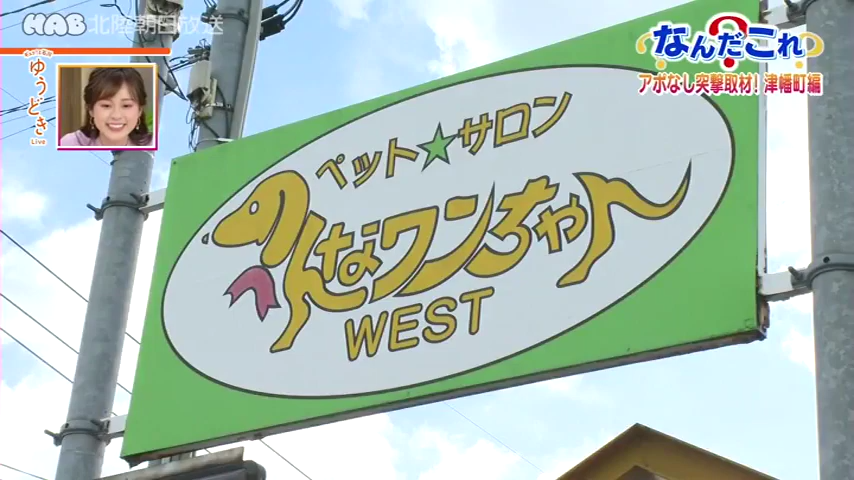 HAB 北陸朝日放送
ゆうどき
Live
なんだこれ?
アポなし突撃取材! 津幡町編
ペット★サロン
のんなワンちゃん
WEST